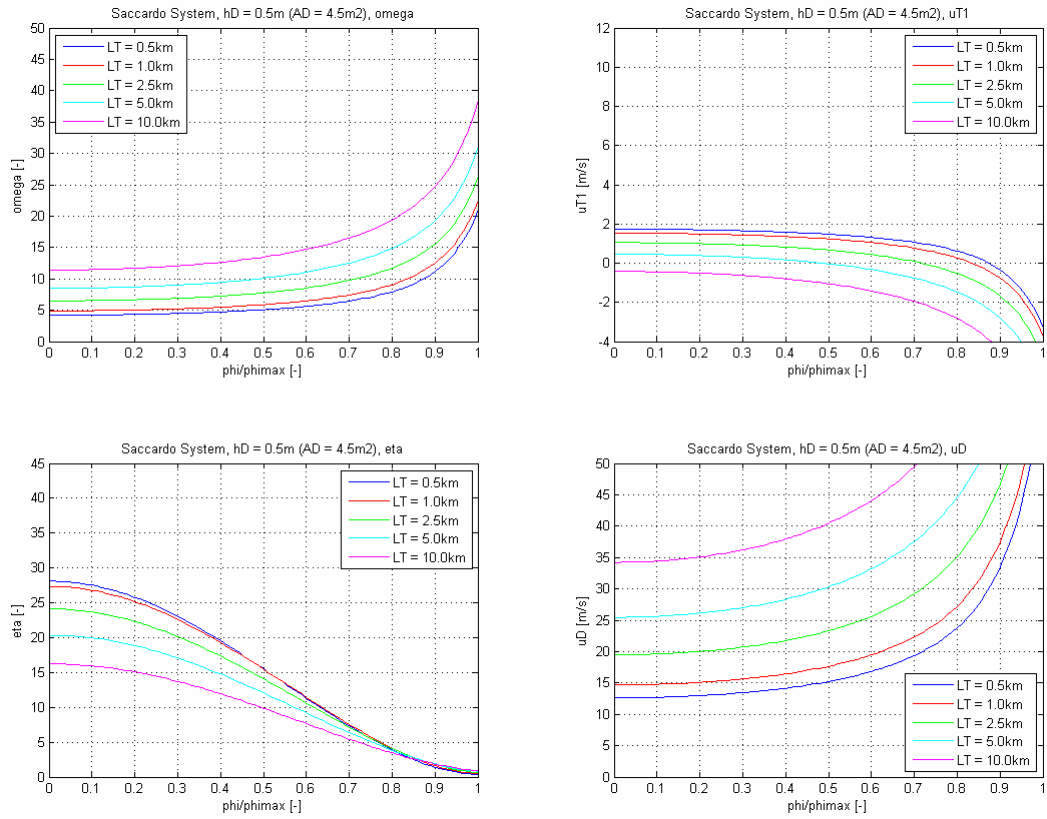 Saccardo System, hD = 0.5m (AD = 4.5m2), omega
50
45
40
35
30
25
20
15
10
5
0
omega [-]
LT = 0.5km
LT = 1.0km
LT = 2.5km
LT = 5.0km
LT = 10.0km
0 0.1 0.2 0.3 0.4 0.5 0.6 0.7 0.8 0.9 1
phi/phimax [-]
Saccardo System, hD = 0.5m (AD = 4.5m2), uT1
12
10
8
6
4
2
0
-2
-4
uT1 [m/s]
LT = 0.5km
LT = 1.0km
LT = 2.5km
LT = 5.0km
LT = 10.0km
0 0.1 0.2 0.3 0.4 0.5 0.6 0.7 0.8 0.9 1
phi/phimax [-]
Saccardo System, hD = 0.5m (AD = 4.5m2), eta
45
40
35
30
25
20
15
10
5
0
eta [-]
LT = 0.5km
LT = 1.0km
LT = 2.5km
LT = 5.0km
LT = 10.0km
0 0.1 0.2 0.3 0.4 0.5 0.6 0.7 0.8 0.9 1
phi/phimax [-]
Saccardo System, hD = 0.5m (AD = 4.5m2), uD
50
45
40
35
30
25
20
15
10
5
0
uD [m/s]
LT = 0.5km
LT = 1.0km
LT = 2.5km
LT = 5.0km
LT = 10.0km
0 0.1 0.2 0.3 0.4 0.5 0.6 0.7 0.8 0.9 1
phi/phimax [-]